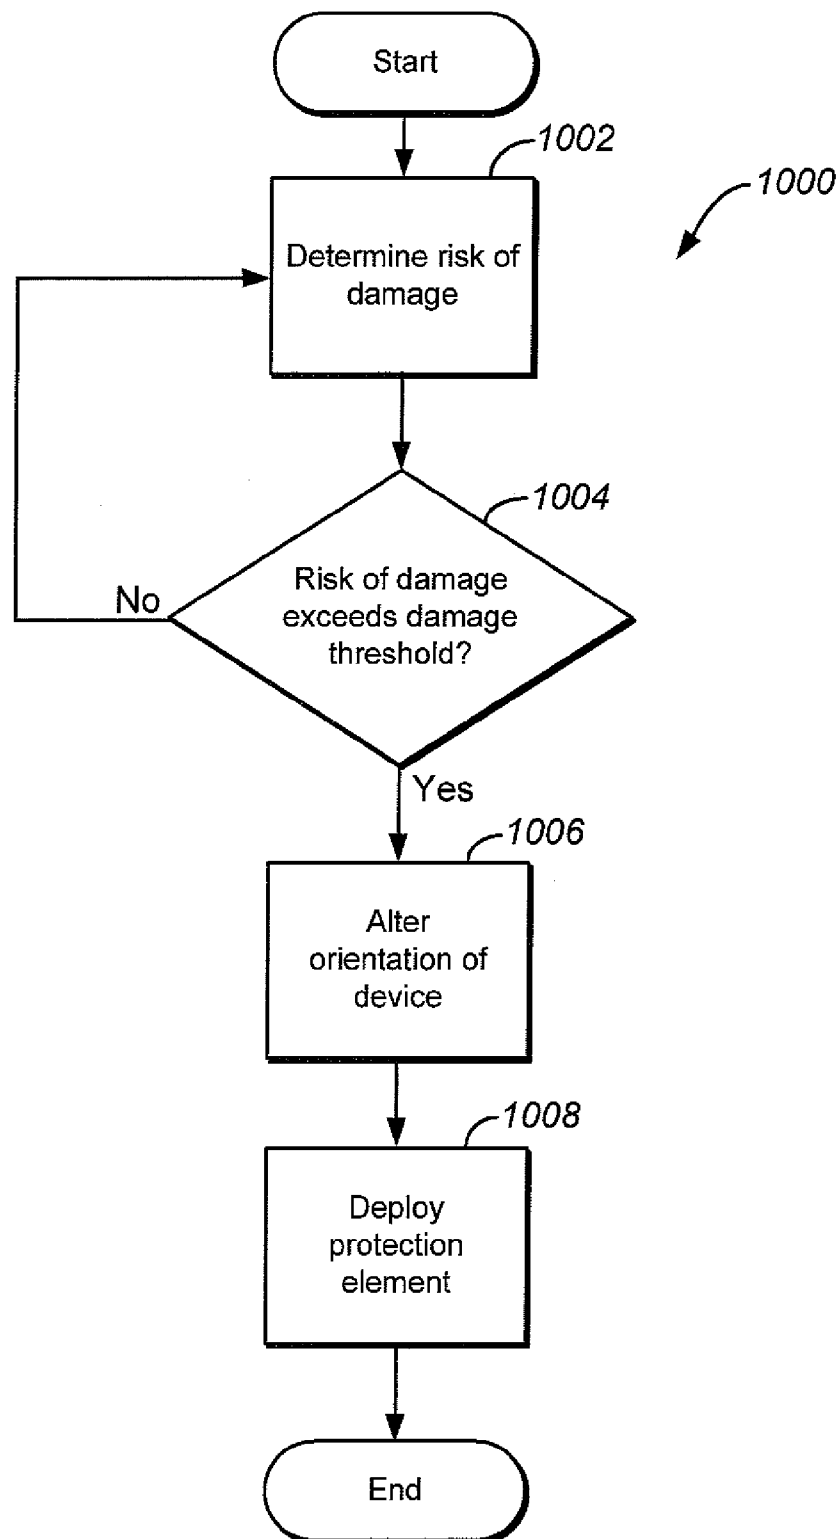 Start
1002
1000
Determine risk of
damage
1004
Risk of damage
exceeds damage
threshold?
No
Yes
1006
Alter
orientation of
device
1008
Deploy
protection
element
End